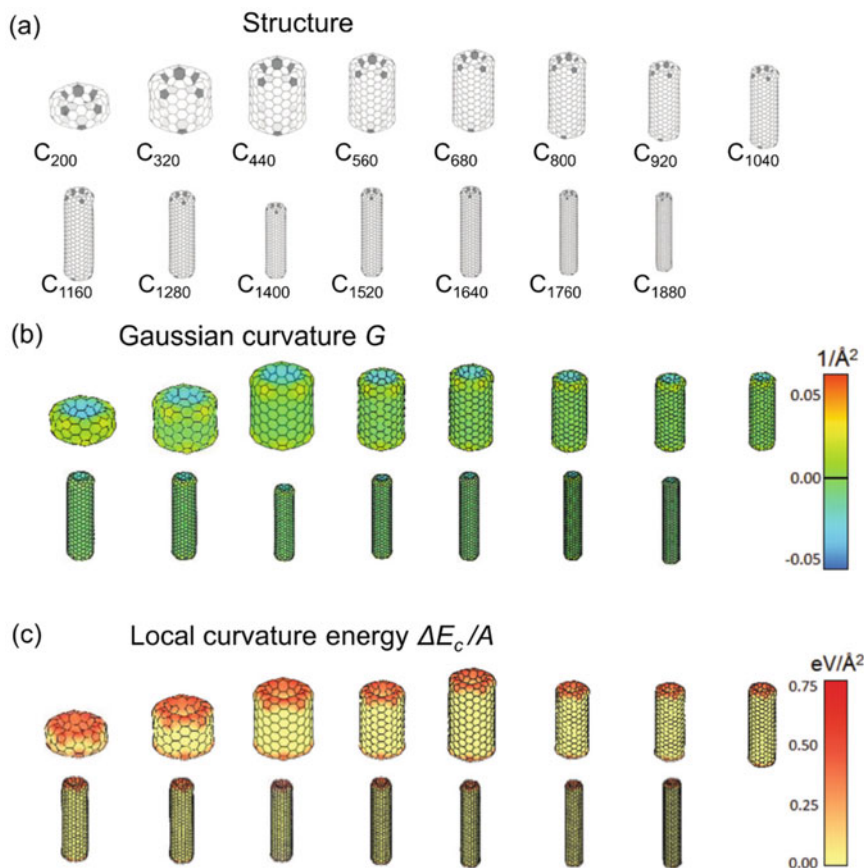 (a) Structure
C200 C320 C440 C560 C680 C800 C920 C1040
C1160 C1280 C1400 C1520 C1640 C1760 C1880
(b) Gaussian curvature G
1/Å²
0.05
0.00
-0.05
(c) Local curvature energy ΔEc/A
eV/Å²
0.75
0.50
0.25
0.00